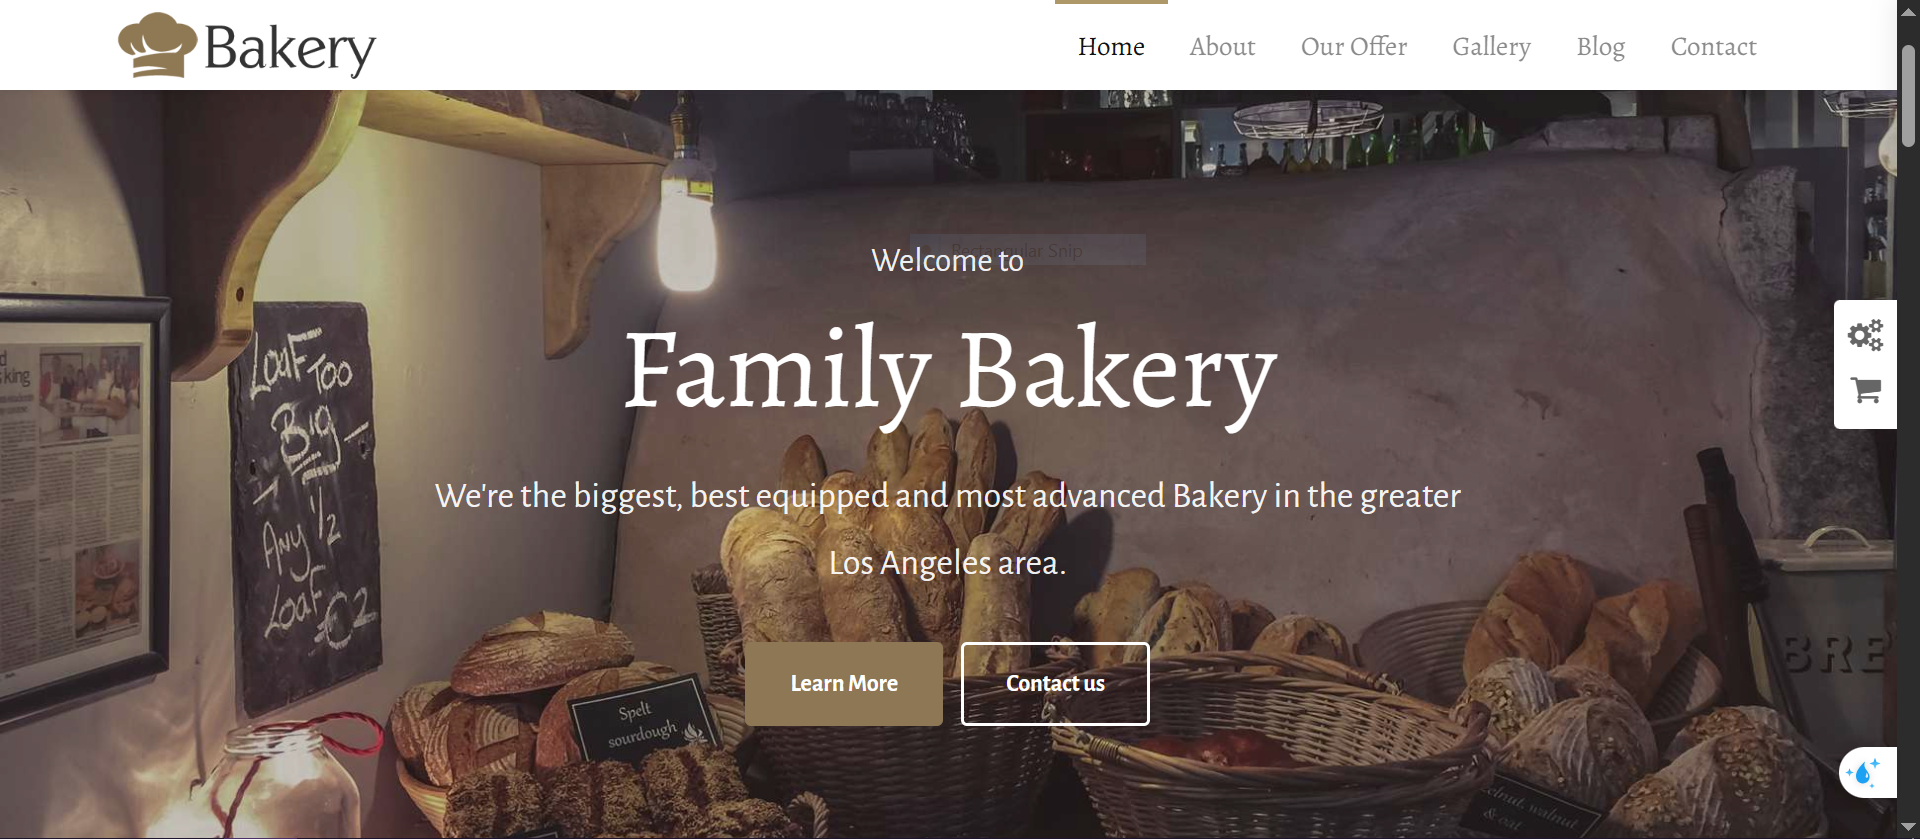 Bakery
Home About Our Offer Gallery Blog Contact
Rectangular Snip
Welcome to
Family Bakery
We're the biggest, best equipped and most advanced Bakery in the greater
Los Angeles area.
Learn More Contact us
Loaf Too
Big
Any 1/2
Loaf
€2
king
Spelt
sourdough
walnut
& oat
BRE